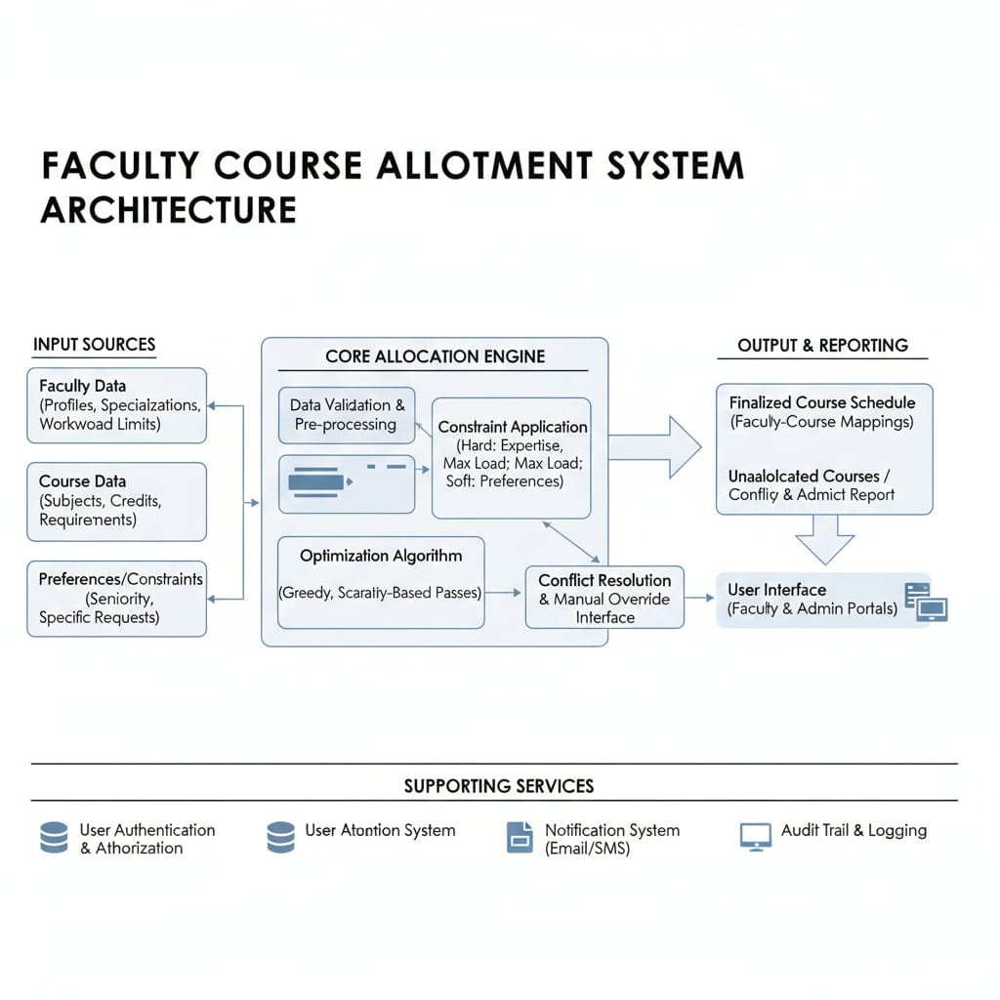 FACULTY COURSE ALLOTMENT SYSTEM
ARCHITECTURE
INPUT SOURCES
Faculty Data
(Profiles, Specialzations,
Workwoad Limits)
Course Data
(Subjects, Credits,
Requirements)
Preferences/Constraints
(Seniority,
Specific Requests)
CORE ALLOCATION ENGINE
Data Validation &
Pre-processing
Constraint Application
(Hard: Expertise,
Max Load; Max Load;
Soft: Preferences)
Optimization Algorithm
(Greedy, Scaratiy-Based Passes)
Conflict Resolution
& Manual Override
Interface
OUTPUT & REPORTING
Finalized Course Schedule
(Faculty-Course Mappings)
Unaalolcated Courses /
Confliy & Admict Report
User Interface
(Faculty & Admin Portals)
SUPPORTING SERVICES
User Authentication
& Athorization
User Atontion System
Notification System
(Email/SMS)
Audit Trail & Logging